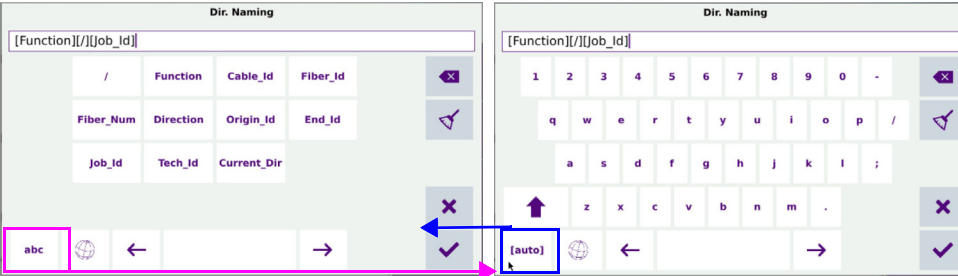 Dir. Naming
[Function][/][Job_Id]
/ Function Cable_Id Fiber_Id
Fiber_Num Direction Origin_Id End_Id
Job_Id Tech_Id Current_Dir
abc
Dir. Naming
[Function][/][Job_Id]
1 2 3 4 5 6 7 8 9 0 -
q w e r t y u i o p /
a s d f g h j k l ;
z x c v b n m .
[auto]